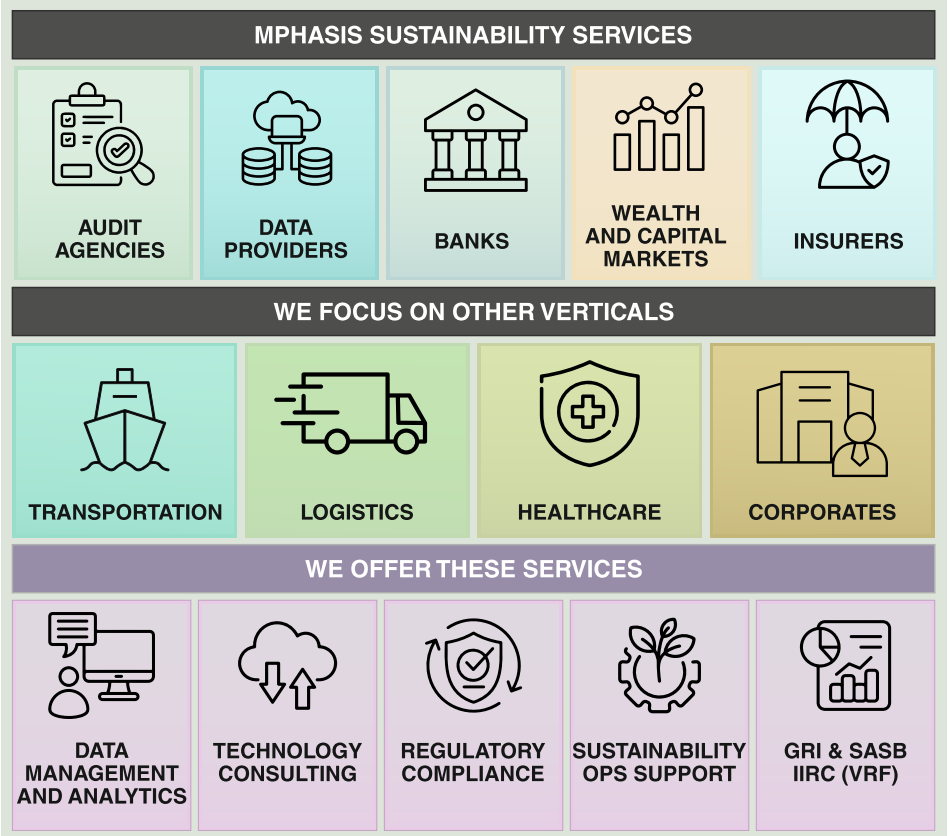 MPHASIS SUSTAINABILITY SERVICES
AUDIT
AGENCIES
DATA
PROVIDERS
BANKS
WEALTH
AND CAPITAL
MARKETS
INSURERS
WE FOCUS ON OTHER VERTICALS
TRANSPORTATION
LOGISTICS
HEALTHCARE
CORPORATES
WE OFFER THESE SERVICES
DATA
MANAGEMENT
AND ANALYTICS
TECHNOLOGY
CONSULTING
REGULATORY
COMPLIANCE
SUSTAINABILITY
OPS SUPPORT
GRI & SASB
IIRC (VRF)